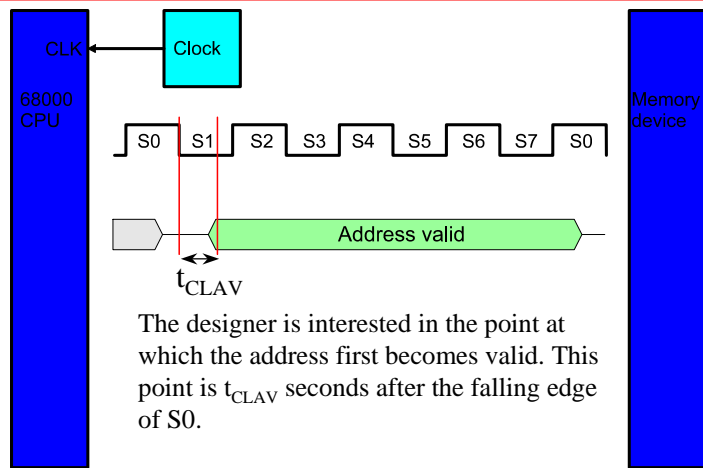 CLK
Clock
68000
CPU
Memory
device
S0 S1 S2 S3 S4 S5 S6 S7 S0
Address valid
tCLAV
The designer is interested in the point at
which the address first becomes valid. This
point is tCLAV seconds after the falling edge
of S0.